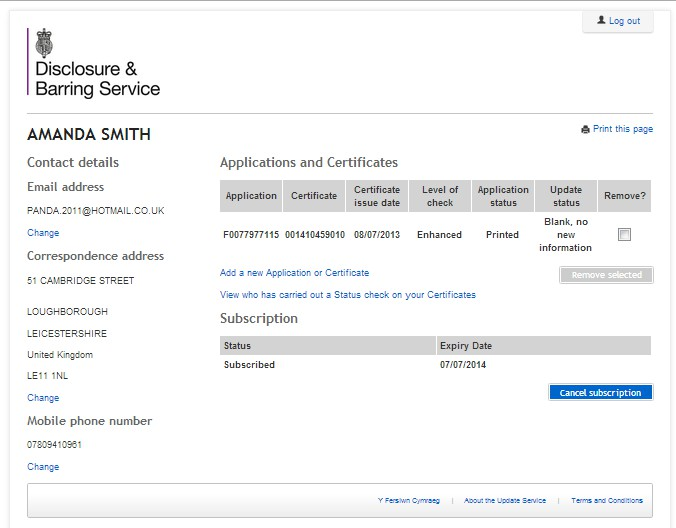 Log out
Disclosure &
Barring Service
AMANDA SMITH
Print this page
Contact details
Email address
PANDA.2011@HOTMAIL.CO.UK
Change
Correspondence address
51 CAMBRIDGE STREET
LOUGHBOROUGH
LEICESTERSHIRE
United Kingdom
LE11 1NL
Change
Mobile phone number
07809410961
Change
Applications and Certificates
Application Certificate Certificate issue date Level of check Application status Update status Remove?
F0077977115 001410459010 08/07/2013 Enhanced Printed Blank, no new information
Add a new Application or Certificate
Remove selected
View who has carried out a Status check on your Certificates
Subscription
Status Expiry Date
Subscribed 07/07/2014
Cancel subscription
Y Fersiwn Cymraeg | About the Update Service | Terms and Conditions